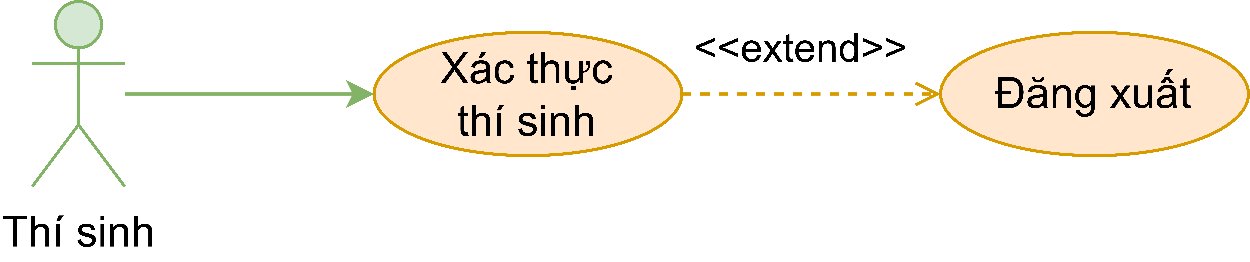 Xác thực
thí sinh
<<extend>>
Đăng xuất
Thí sinh